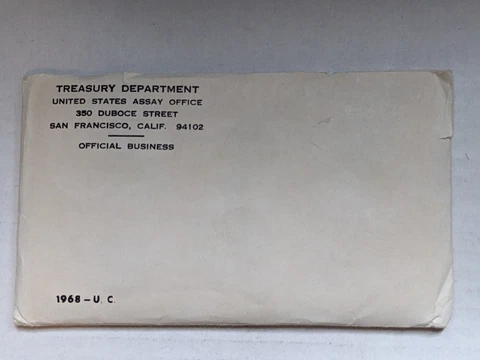 TREASURY DEPARTMENT
UNITED STATES ASSAY OFFICE
350 DUBOCE STREET
SAN FRANCISCO, CALIF. 94102
OFFICIAL BUSINESS
1968 – U. C.